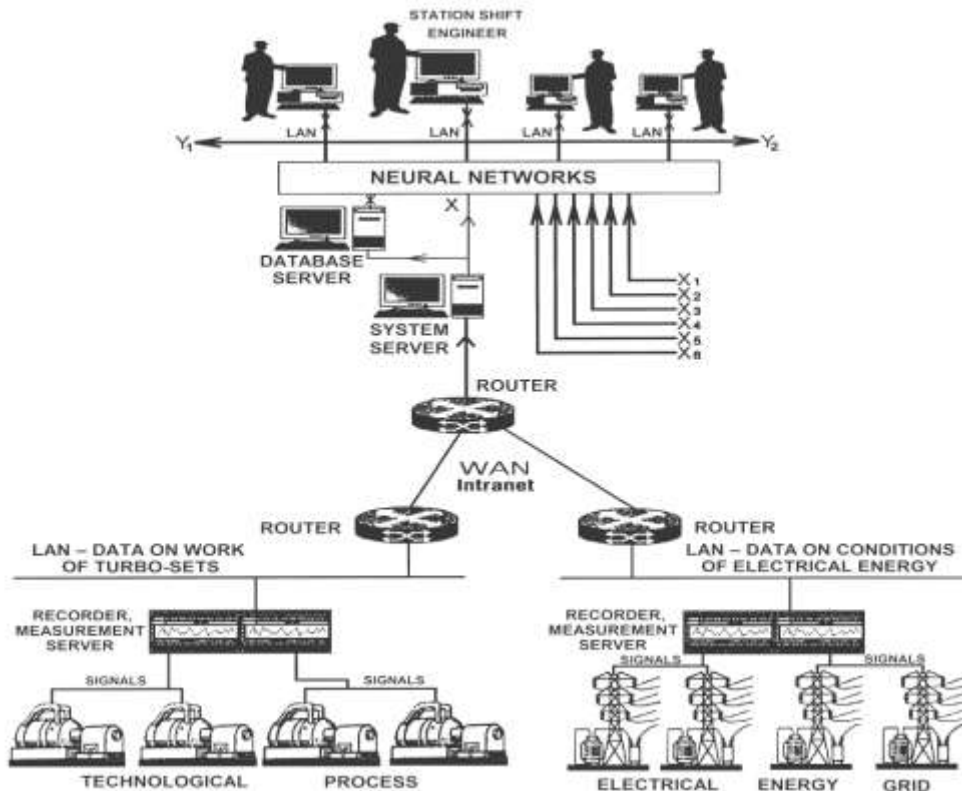 STATION SHIFT
ENGINEER
LAN LAN LAN LAN
Y1 Y2
NEURAL NETWORKS
X
DATABASE
SERVER
X1
X2
X3
X4
X5
X6
SYSTEM
SERVER
ROUTER
WAN
Intranet
ROUTER ROUTER
LAN – DATA ON WORK
OF TURBO-SETS
LAN – DATA ON CONDITIONS
OF ELECTRICAL ENERGY
RECORDER,
MEASUREMENT
SERVER
RECORDER,
MEASUREMENT
SERVER
SIGNALS SIGNALS
SIGNALS SIGNALS
TECHNOLOGICAL PROCESS
ELECTRICAL ENERGY GRID